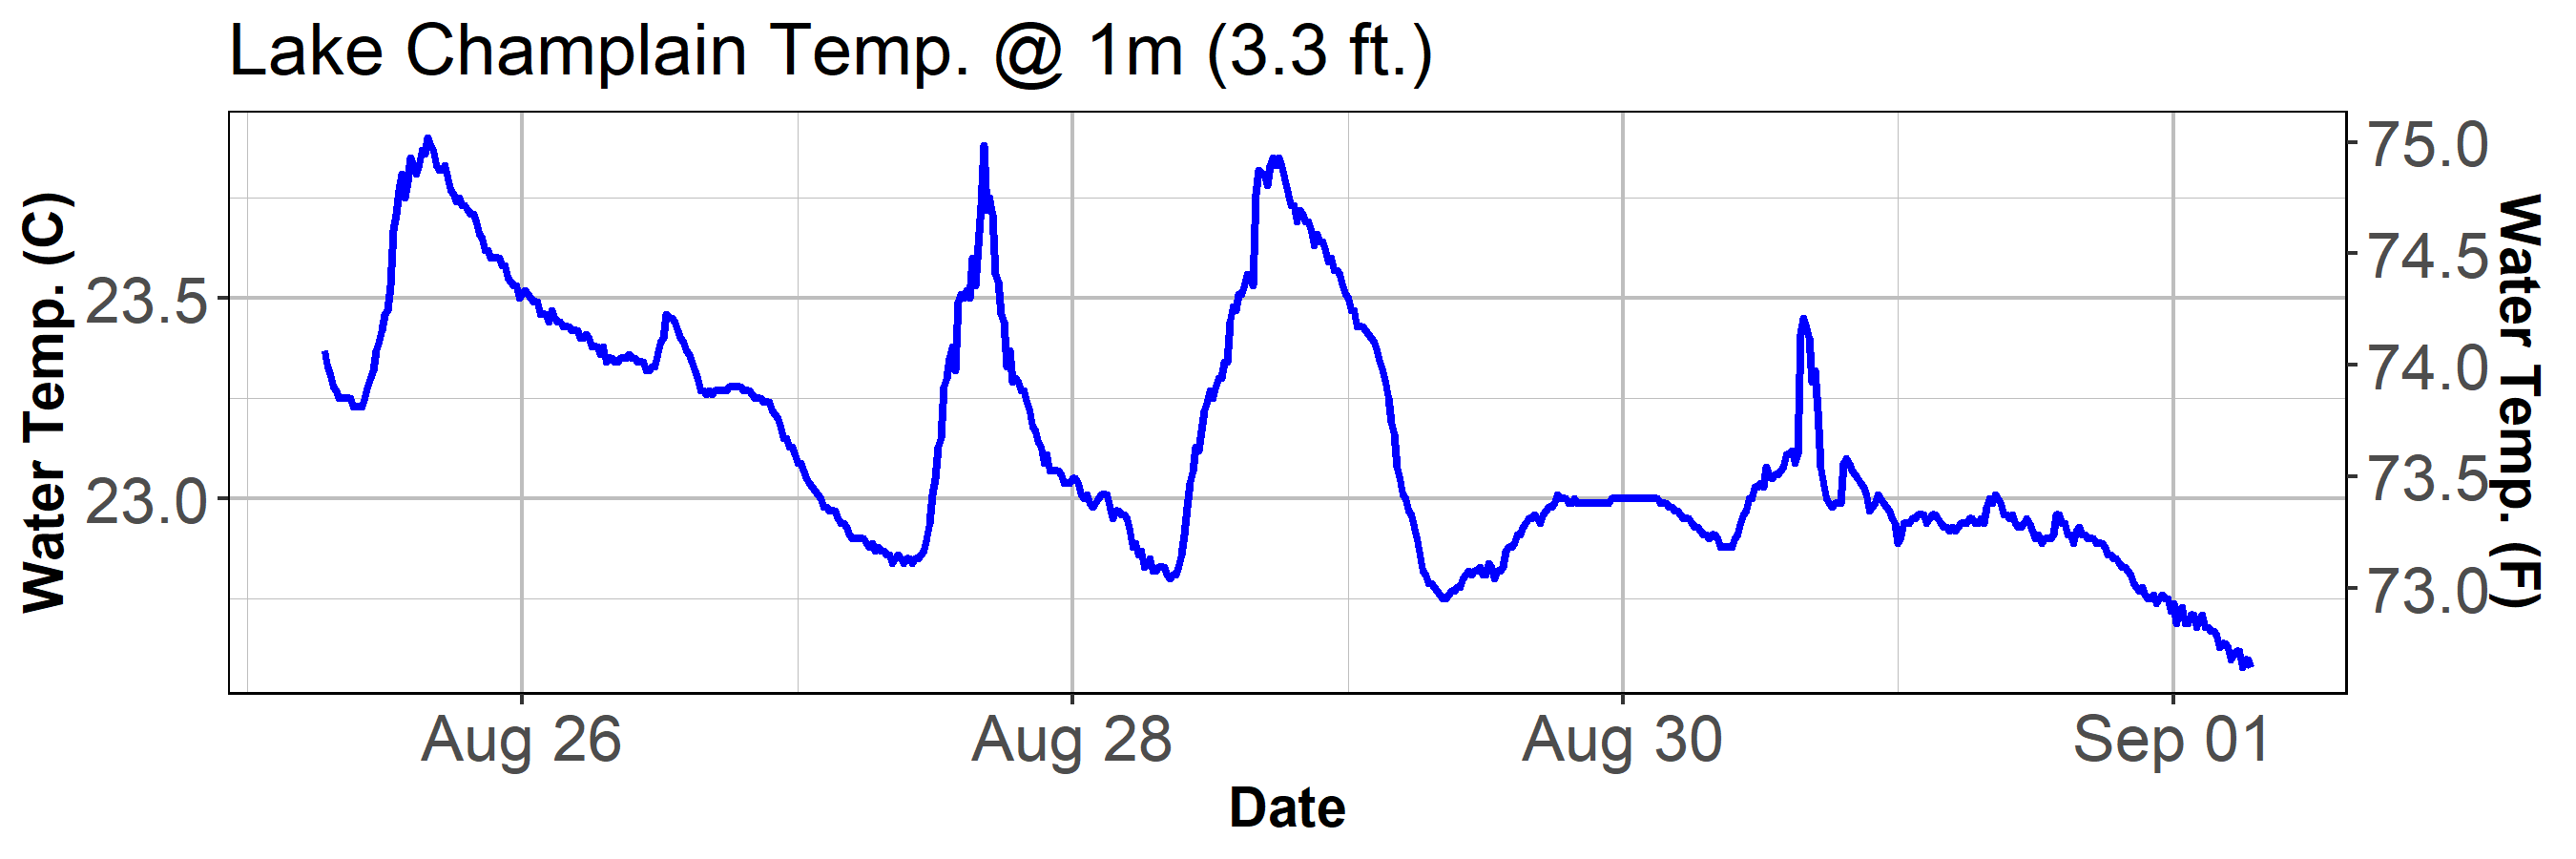 Lake Champlain Temp. @ 1m (3.3 ft.)
Water Temp. (C)
23.5
23.0
75.0
74.5
74.0
73.5
73.0
Water Temp. (F)
Aug 26 Aug 28 Aug 30 Sep 01
Date